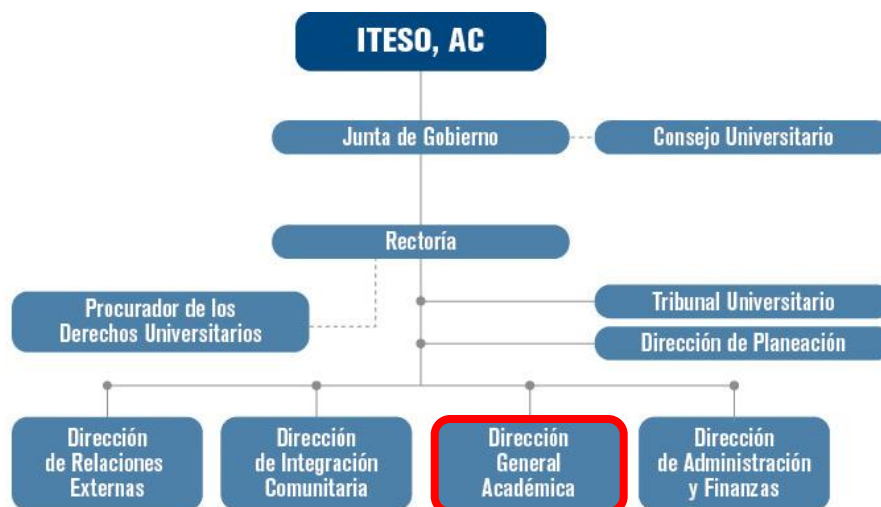 ITESO, AC
Junta de Gobierno
Consejo Universitario
Rectoría
Procurador de los
Derechos Universitarios
Tribunal Universitario
Dirección de Planeación
Dirección
de Relaciones
Externas
Dirección
de Integración
Comunitaria
Dirección
General
Académica
Dirección
de Administración
y Finanzas